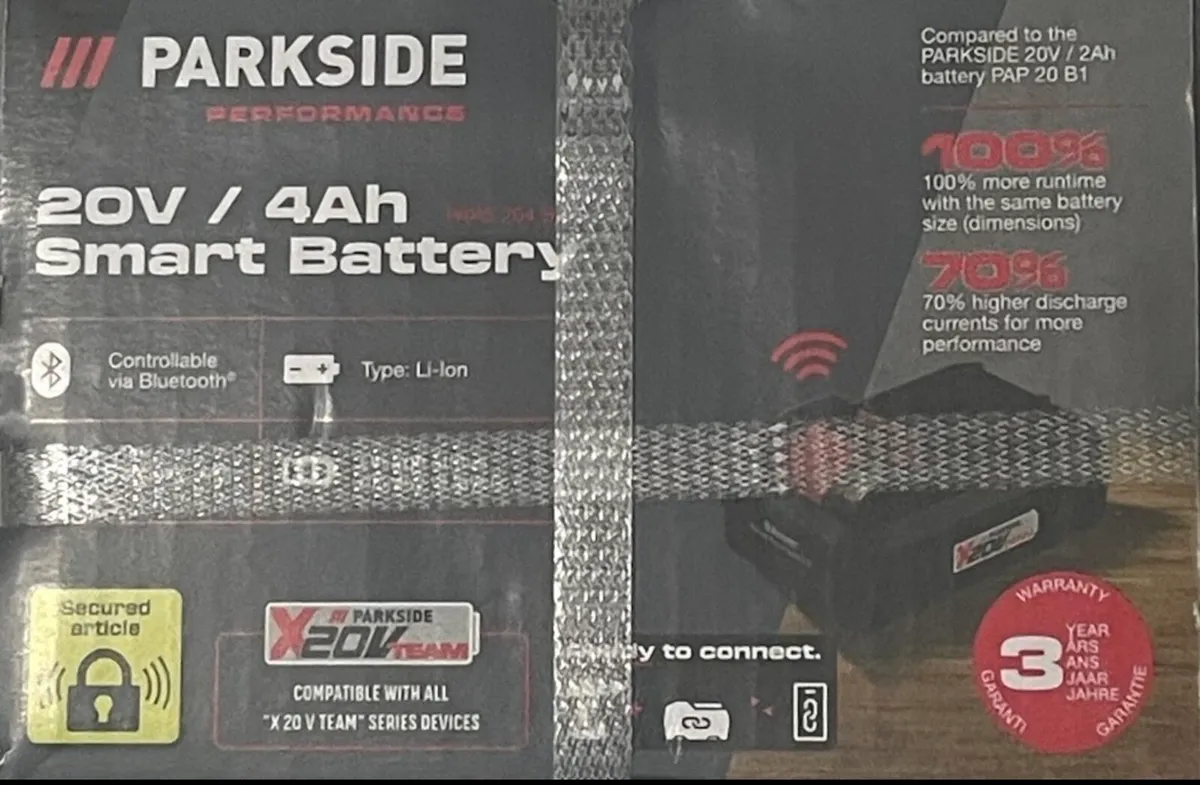 PARKSIDE
PERFORMANCE
20V / 4Ah
Smart Battery
Controllable
via Bluetooth®
Type: Li-Ion
Secured
article
X 20V TEAM
PARKSIDE
COMPATIBLE WITH ALL
"X 20 V TEAM" SERIES DEVICES
Compared to the
PARKSIDE 20V / 2Ah
battery PAP 20 B1
100%
100% more runtime
with the same battery
size (dimensions)
70%
70% higher discharge
currents for more
performance
X20V
to connect.
WARRANTY
3
YEAR
ARS
ANS
JAAR
JAHRE
GARANTI
GARANTIE